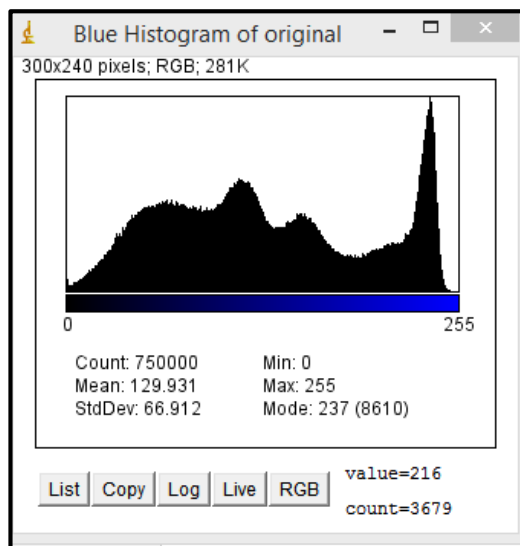 Blue Histogram of original
300x240 pixels; RGB; 281K
0 255
Count: 750000 Min: 0
Mean: 129.931 Max: 255
StdDev: 66.912 Mode: 237 (8610)
List Copy Log Live RGB value=216
count=3679